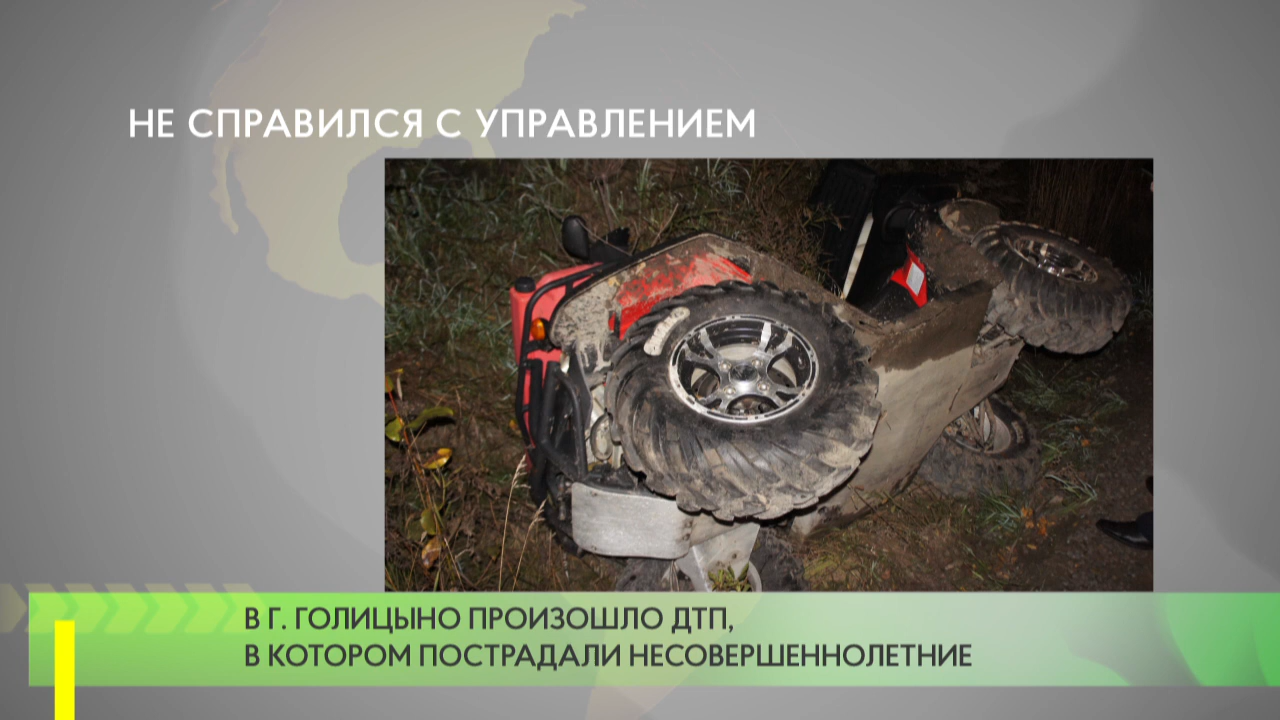 НЕ СПРАВИЛСЯ С УПРАВЛЕНИЕМ
В Г. ГОЛИЦЫНО ПРОИЗОШЛО ДТП,
В КОТОРОМ ПОСТРАДАЛИ НЕСОВЕРШЕННОЛЕТНИЕ